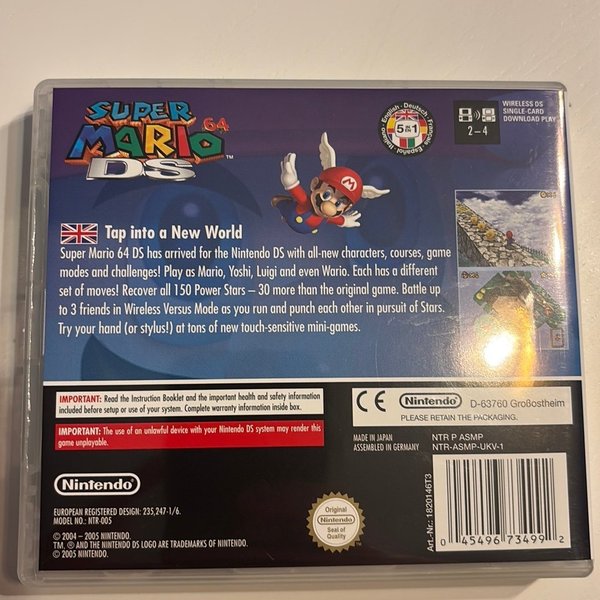 SUPER
MARIO 64
DS™
English · Deutsch · Français · Español · Italiano
5 IN 1
WIRELESS DS
SINGLE-CARD
DOWNLOAD PLAY
2 – 4
Tap into a New World
Super Mario 64 DS has arrived for the Nintendo DS with all-new characters, courses, game
modes and challenges! Play as Mario, Yoshi, Luigi and even Wario. Each has a different
set of moves! Recover all 150 Power Stars – 30 more than the original game. Battle up
to 3 friends in Wireless Versus Mode as you run and punch each other in pursuit of Stars.
Try your hand (or stylus!) at tons of new touch-sensitive mini-games.
IMPORTANT: Read the Instruction Booklet and the important health and safety information
included before setup or use of your system. Complete warranty information inside box.
IMPORTANT: The use of an unlawful device with your Nintendo DS system may render this
game unplayable.
CE Nintendo D-63760 Großostheim
PLEASE RETAIN THE PACKAGING.
MADE IN JAPAN
ASSEMBLED IN GERMANY
NTR P ASMP
NTR-ASMP-UKV-1
Nintendo
EUROPEAN REGISTERED DESIGN: 235,247-1/6.
MODEL NO.: NTR-005
© 2004 – 2005 NINTENDO.
TM, ® AND THE NINTENDO DS LOGO ARE TRADEMARKS OF NINTENDO.
© 2005 NINTENDO.
Original
Nintendo
Seal of
Quality
Art.-Nr.: 1820146T3
0 45496 73499 2